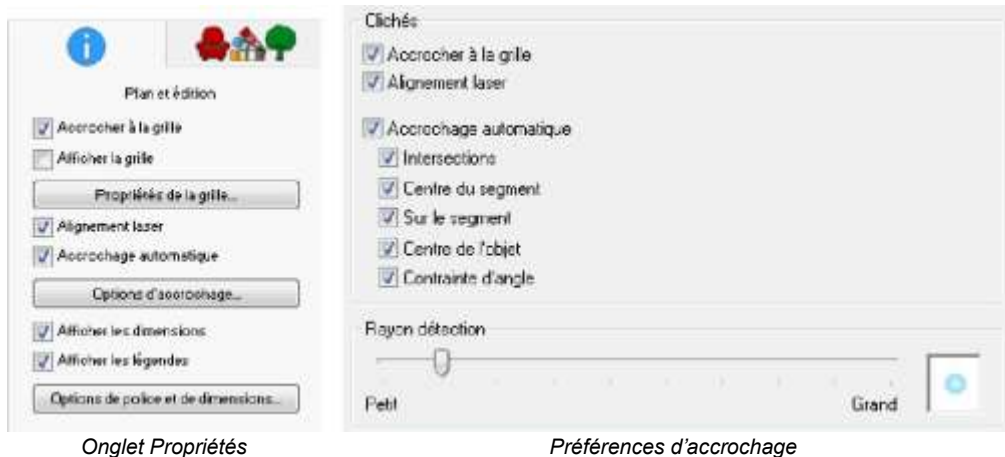 Plan et édition
Accrocher à la grille
Afficher la grille
Propriétés de la grille...
Alignement laser
Accrochage automatique
Options d'accrochage...
Afficher les dimensions
Afficher les légendes
Options de police et de dimensions...
Onglet Propriétés
Clichés
Accrocher à la grille
Alignement laser
Accrochage automatique
Intersections
Centre du segment
Sur le segment
Centre de l'objet
Contrainte d'angle
Rayon détection
Petit Grand
Préférences d'accrochage